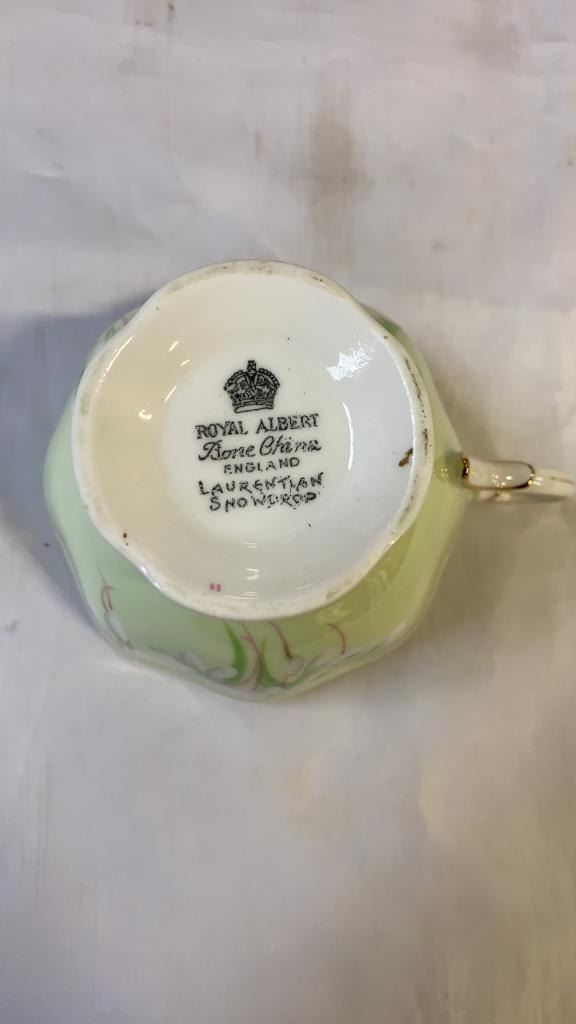 ROYAL ALBERT
Bone China
ENGLAND
LAURENTIAN
SNOWDROP